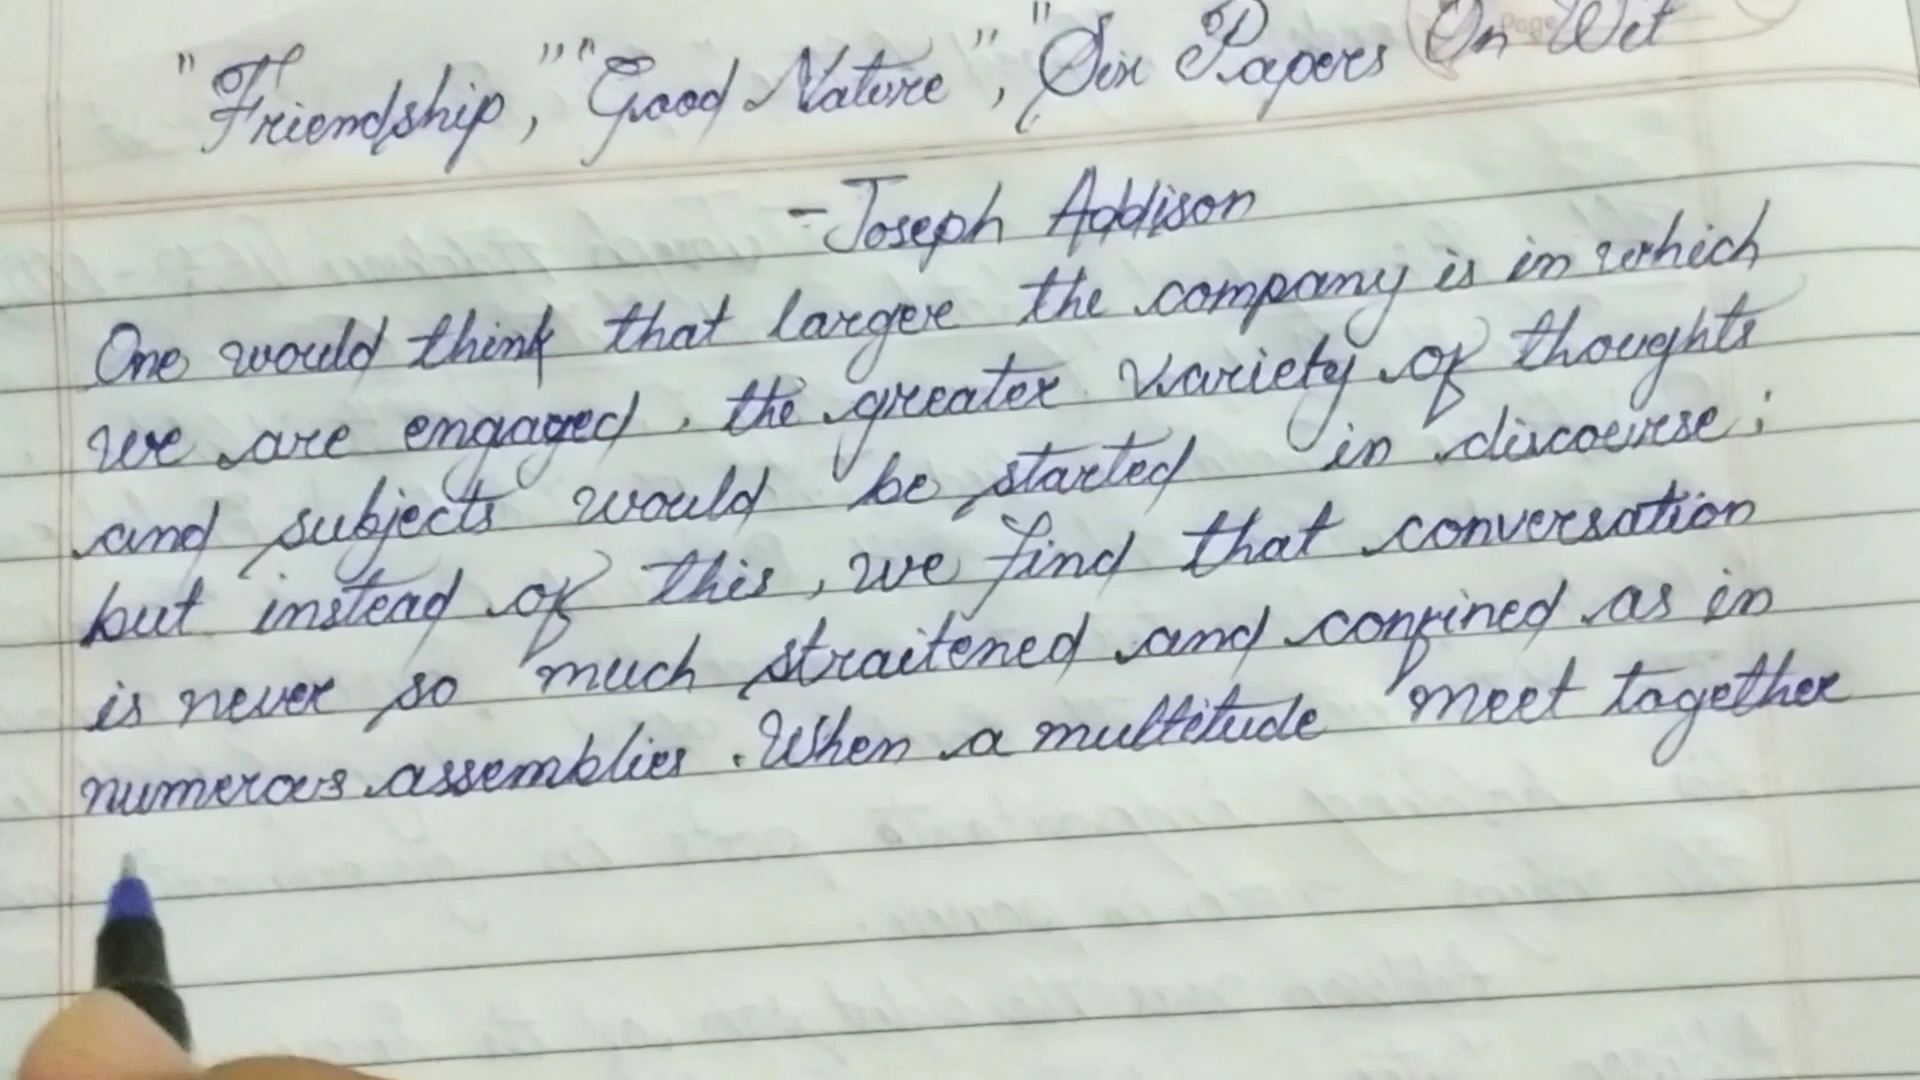 "Friendship," "Good Nature", "Six Papers On Wit
- Joseph Addison
One would think that larger the company is in which
we are engaged, the greater variety of thoughts
and subjects would be started in discourse;
but instead of this, we find that conversation
is never so much straitened and confined as in
numerous assemblies. When a multitude meet together